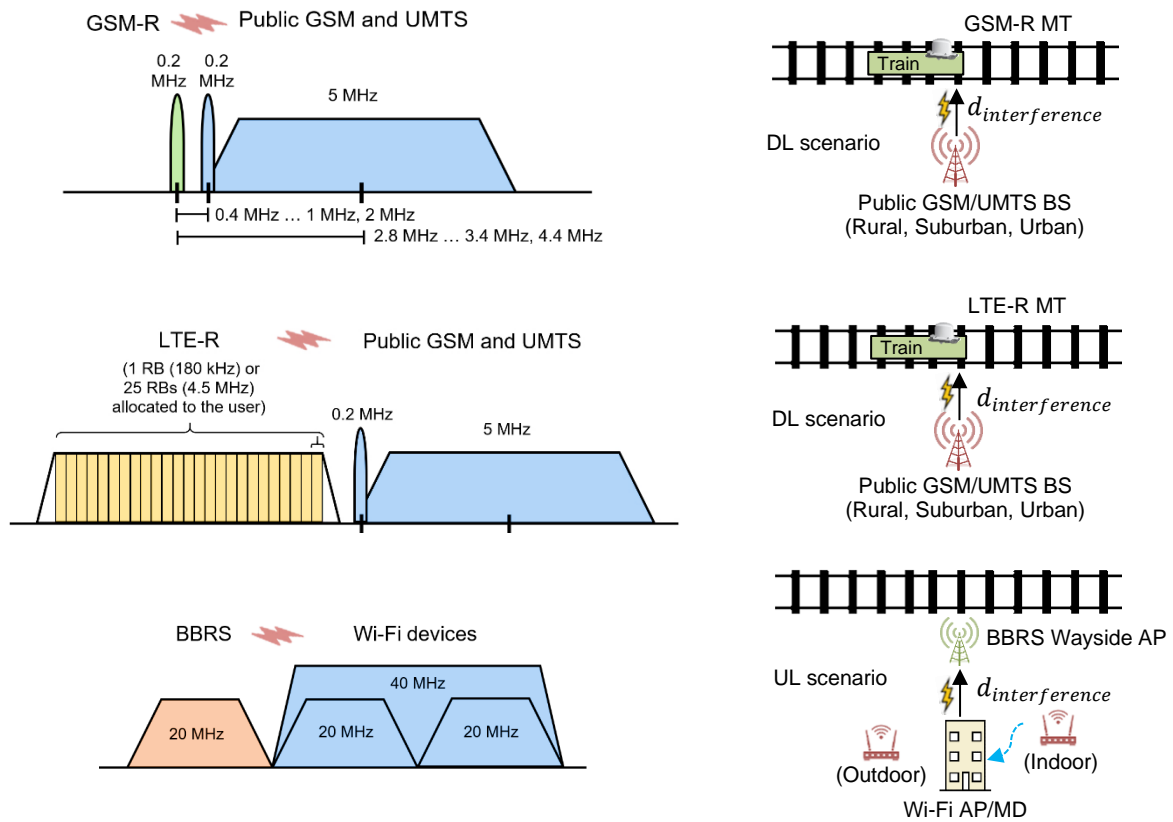 GSM-R
Public GSM and UMTS
0.2
MHz
0.2
MHz
5 MHz
0.4 MHz … 1 MHz, 2 MHz
2.8 MHz … 3.4 MHz, 4.4 MHz
GSM-R MT
Train
d_interference
DL scenario
Public GSM/UMTS BS
(Rural, Suburban, Urban)
LTE-R
Public GSM and UMTS
(1 RB (180 kHz) or
25 RBs (4.5 MHz)
allocated to the user)
0.2 MHz
5 MHz
LTE-R MT
Train
d_interference
DL scenario
Public GSM/UMTS BS
(Rural, Suburban, Urban)
BBRS
Wi-Fi devices
40 MHz
20 MHz
20 MHz
20 MHz
BBRS Wayside AP
UL scenario
d_interference
(Outdoor)
(Indoor)
Wi-Fi AP/MD